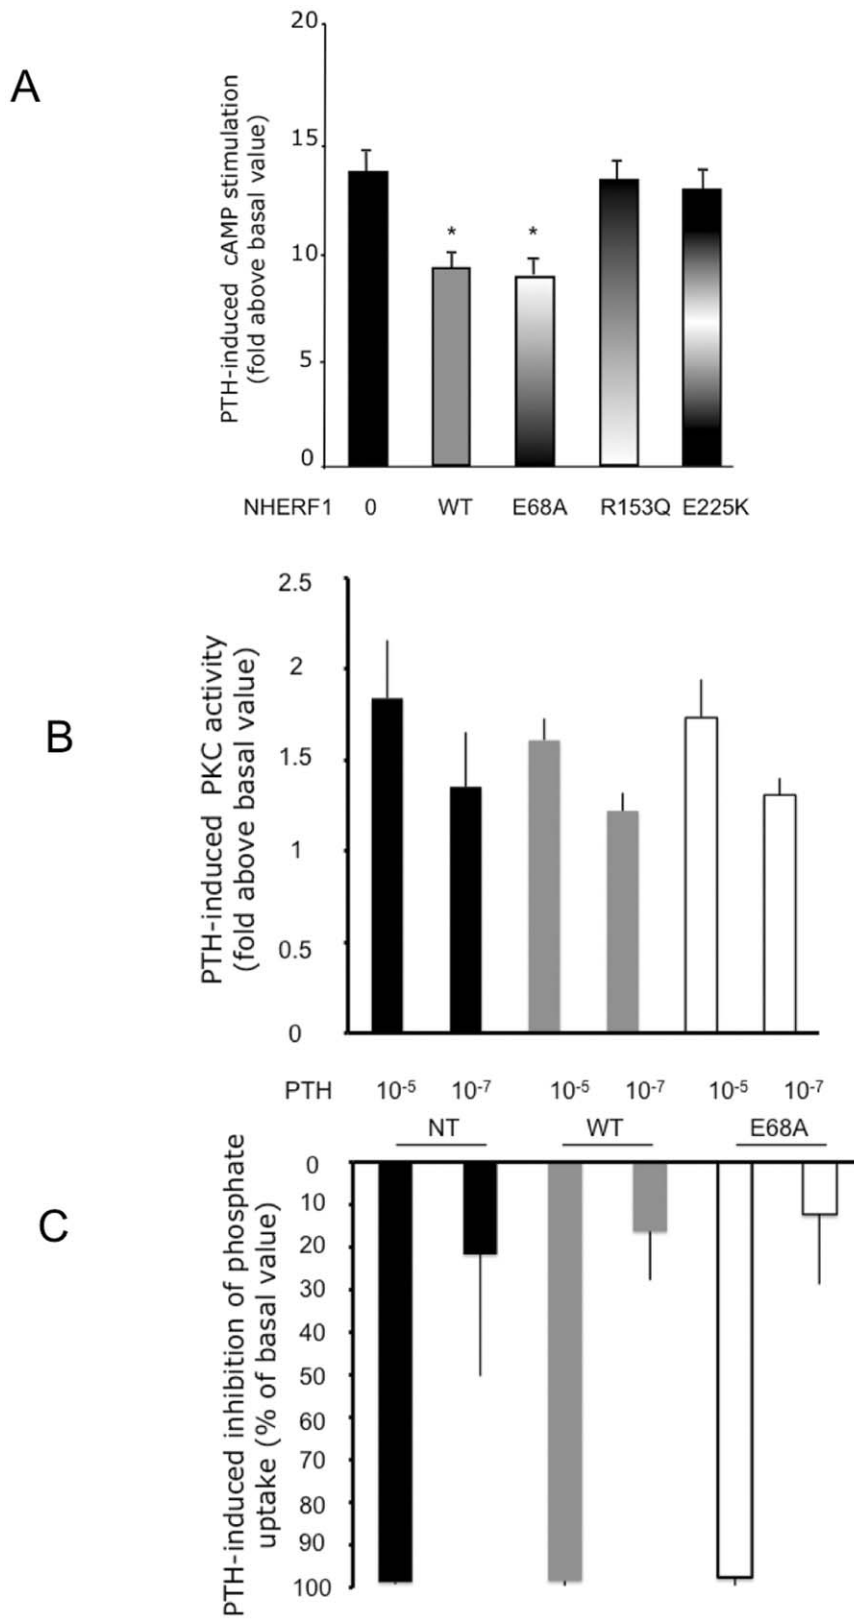 A
PTH-induced cAMP stimulation
(fold above basal value)
20
15
10
5
0
* *
NHERF1 0 WT E68A R153Q E225K
B
PTH-induced PKC activity
(fold above basal value)
2.5
2
1.5
1
0.5
0
PTH 10-5 10-7 10-5 10-7 10-5 10-7
NT WT E68A
C
PTH-induced inhibition of phosphate
uptake (% of basal value)
0
10
20
30
40
50
60
70
80
90
100